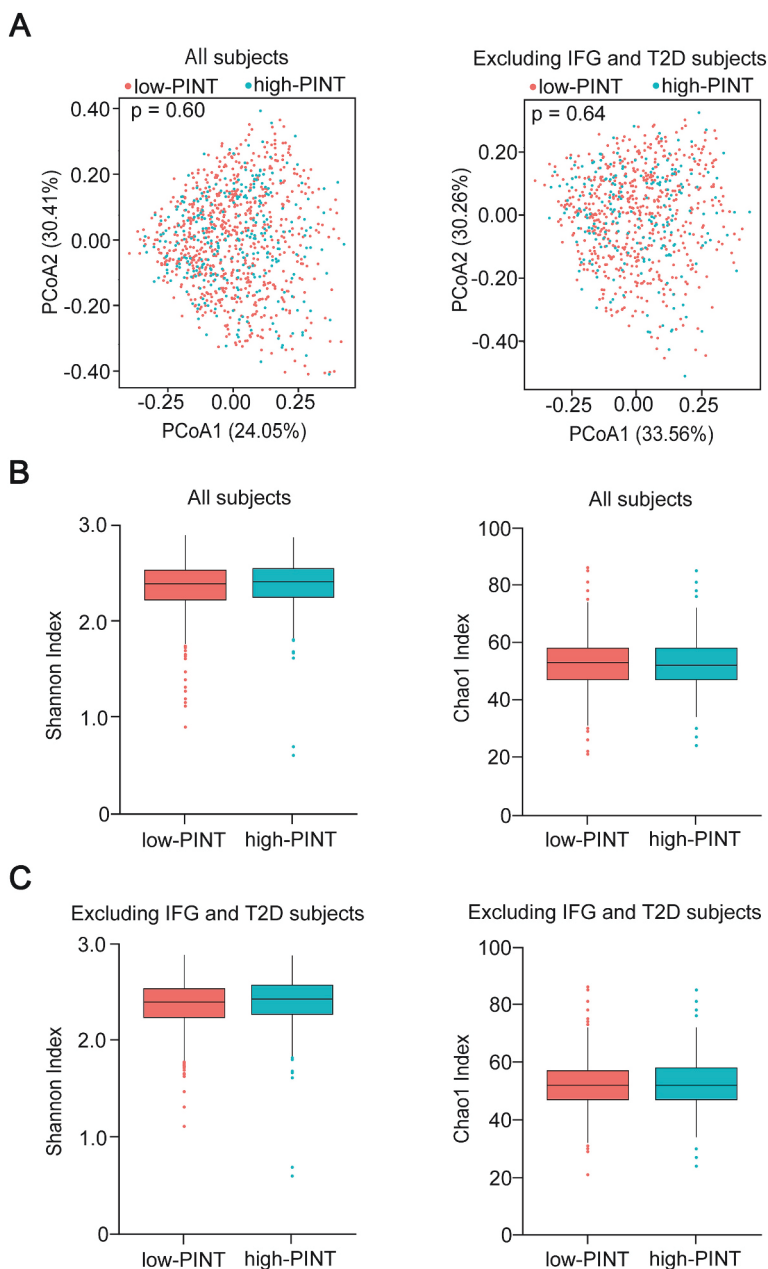 A
All subjects
low-PINT high-PINT
p = 0.60
0.40
0.20
0.00
-0.20
-0.40
PCoA2 (30.41%)
-0.25 0.00 0.25
PCoA1 (24.05%)
Excluding IFG and T2D subjects
low-PINT high-PINT
p = 0.64
0.20
0.00
-0.20
-0.40
PCoA2 (30.26%)
-0.25 0.00 0.25
PCoA1 (33.56%)
B
All subjects
3.0
2.0
1.0
0
Shannon Index
low-PINT high-PINT
All subjects
100
80
60
40
20
0
Chao1 Index
low-PINT high-PINT
C
Excluding IFG and T2D subjects
3.0
2.0
1.0
0
Shannon Index
low-PINT high-PINT
Excluding IFG and T2D subjects
100
80
60
40
20
0
Chao1 Index
low-PINT high-PINT